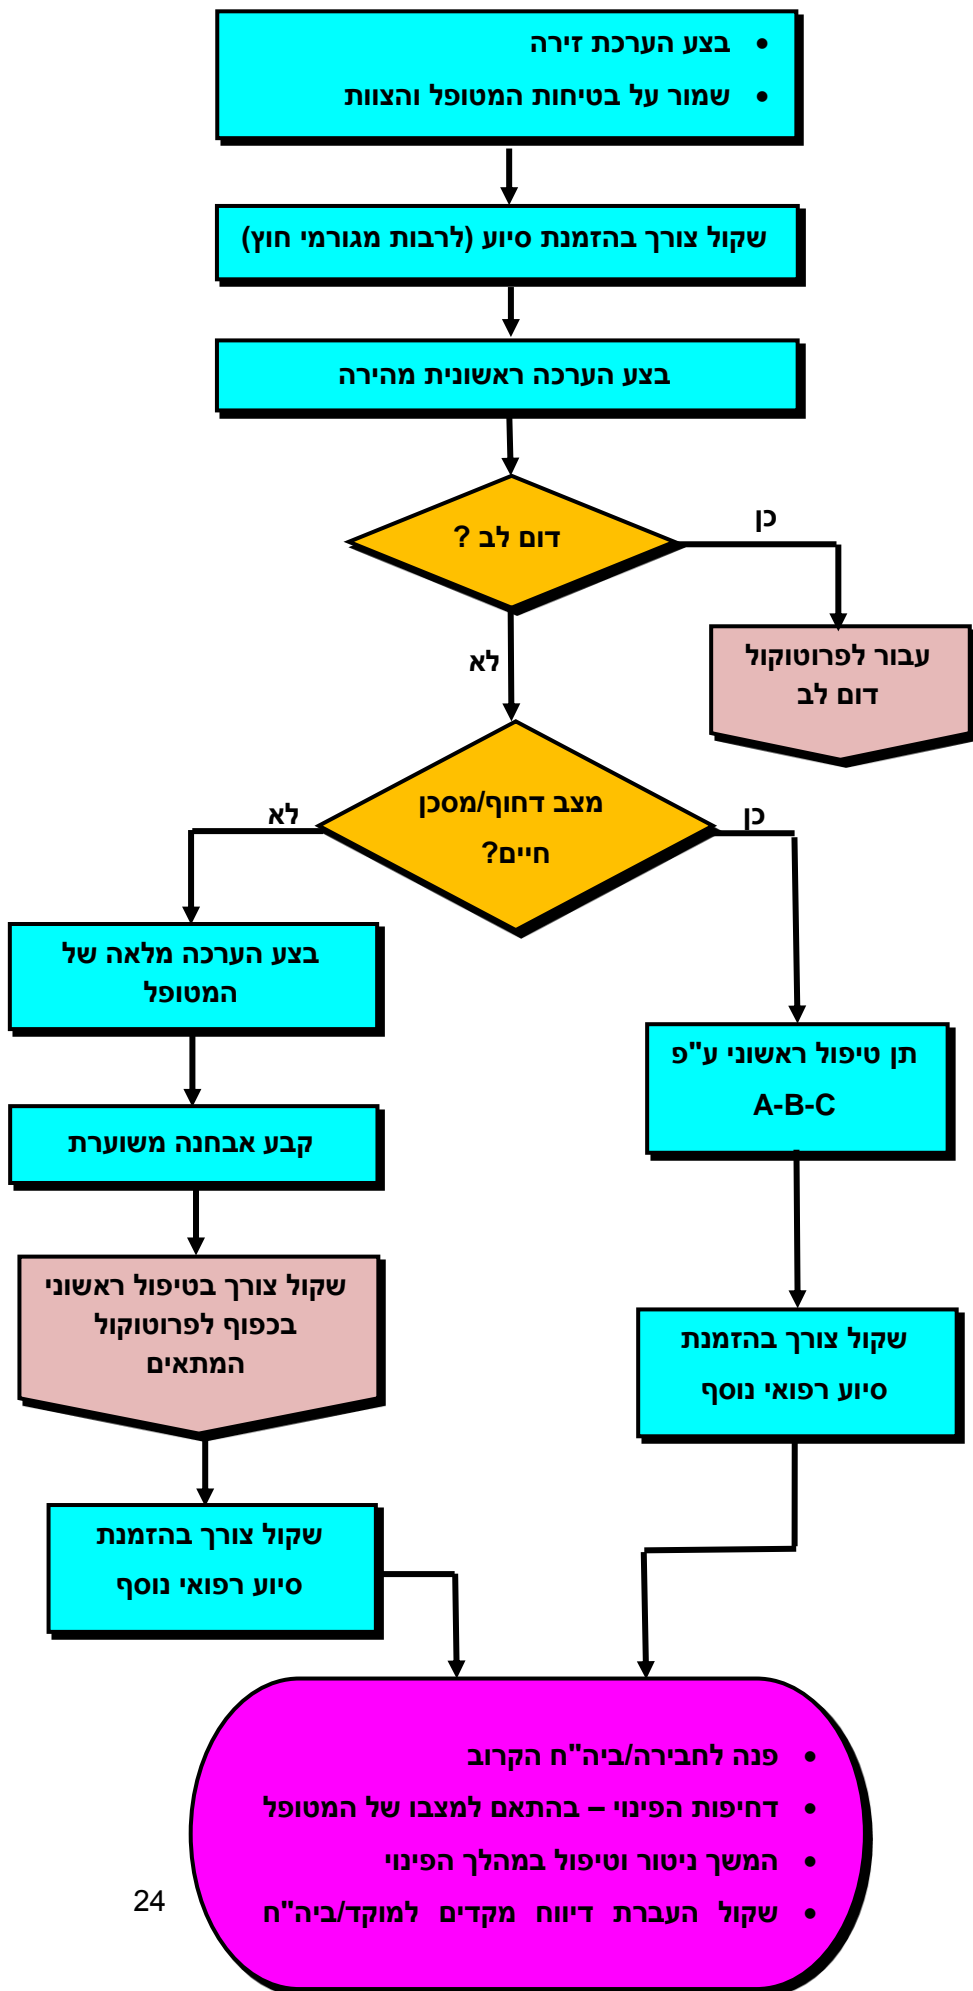 • בצע הערכת זירה
• שמור על בטיחות המטופל והצוות
שקול צורך בהזמנת סיוע (לרבות מגורמי חוץ)
בצע הערכה ראשונית מהירה
דום לב ?
כן
עבור לפרוטוקול
דום לב
לא
מצב דחוף/מסכן
חיים?
כן
לא
בצע הערכה מלאה של
המטופל
קבע אבחנה משוערת
שקול צורך בטיפול ראשוני
בכפוף לפרוטוקול
המתאים
שקול צורך בהזמנת
סיוע רפואי נוסף
תן טיפול ראשוני ע"פ
A-B-C
שקול צורך בהזמנת
סיוע רפואי נוסף
• פנה לחבירה/ביה"ח הקרוב
• דחיפות הפינוי – בהתאם למצבו של המטופל
• המשך ניטור וטיפול במהלך הפינוי
• שקול העברת דיווח מקדים למוקד/ביה"ח
24